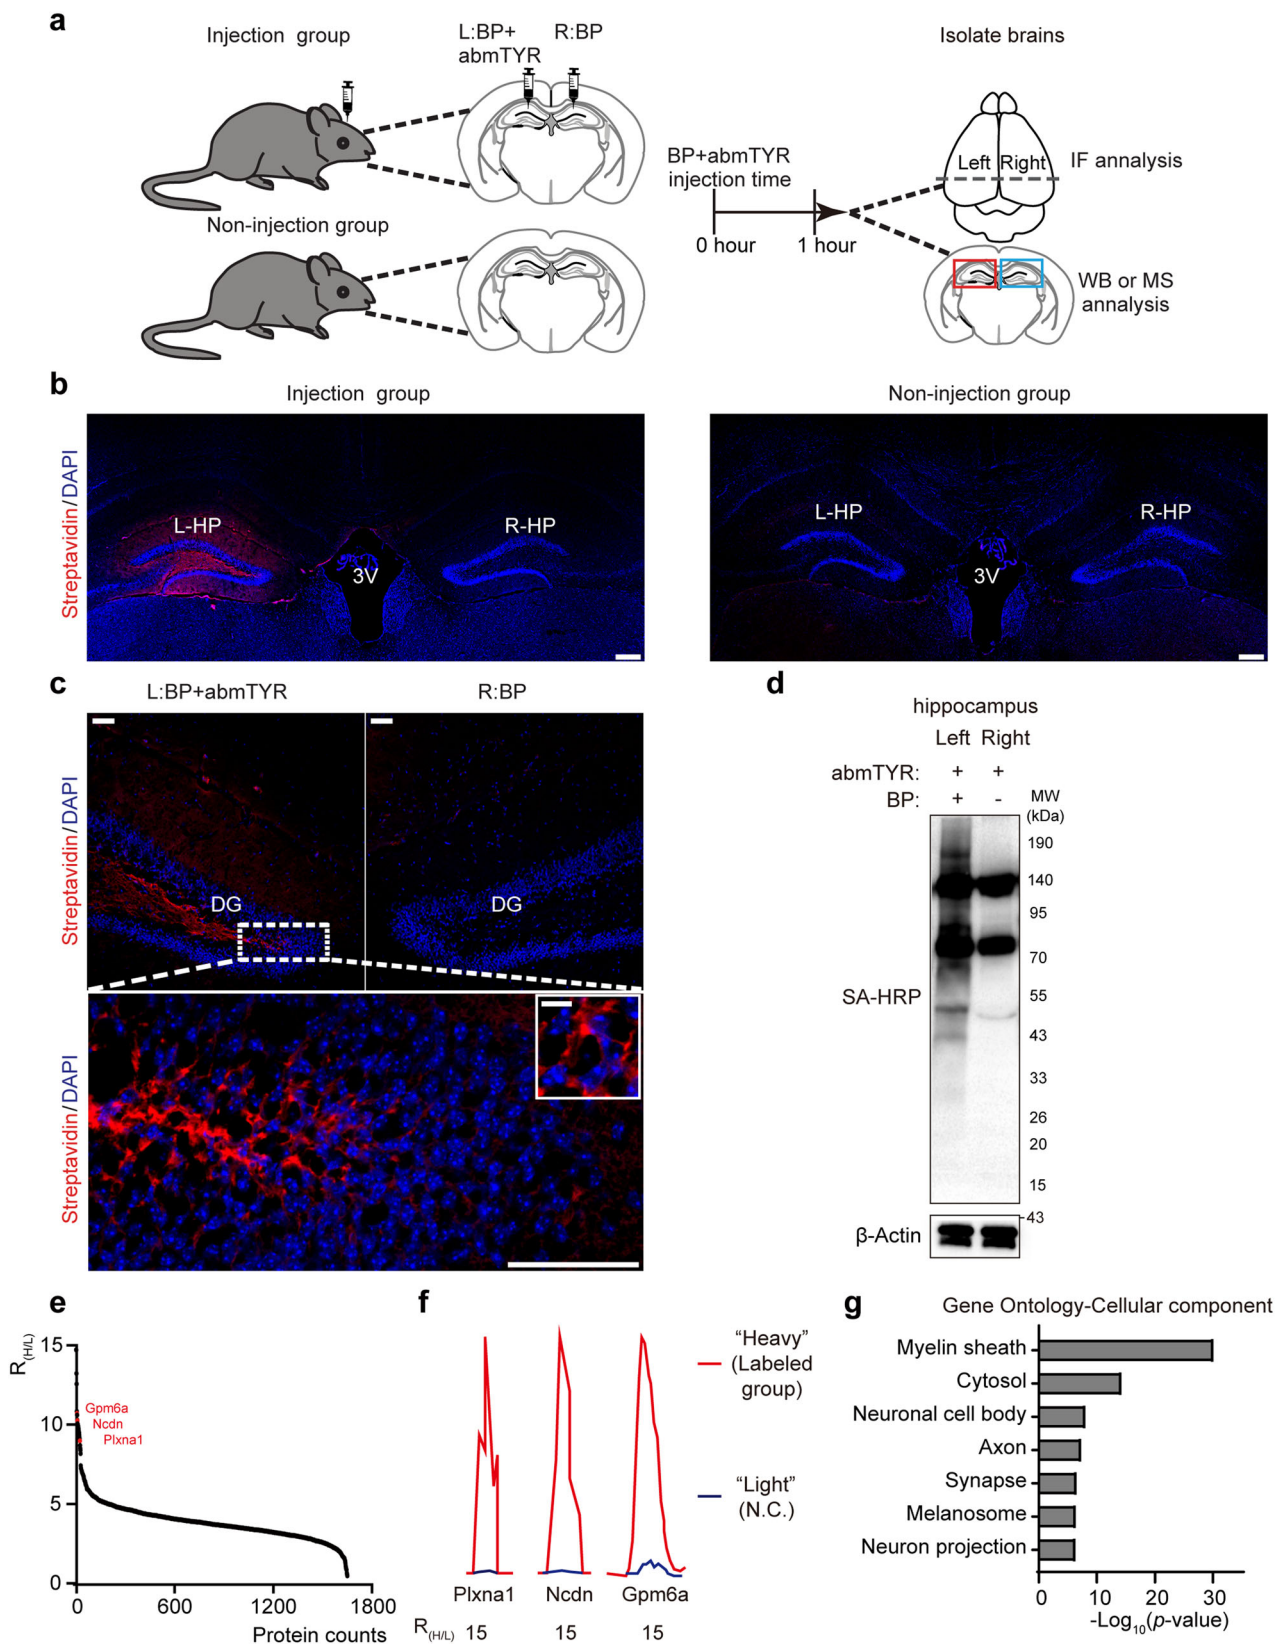 a
Injection group
L:BP+
abmTYR
R:BP
Isolate brains
BP+abmTYR
injection time
0 hour
1 hour
Left
Right
IF annalysis
Non-injection group
WB or MS
annalysis
b
Injection group
Non-injection group
Streptavidin/DAPI
L-HP
R-HP
3V
L-HP
R-HP
3V
c
L:BP+abmTYR
R:BP
Streptavidin/DAPI
DG
DG
Streptavidin/DAPI
d
hippocampus
Left Right
abmTYR: + +
BP: + -
MW
(kDa)
190
140
95
70
55
43
33
26
20
15
SA-HRP
43
β-Actin
e
R(H/L)
15
10
5
0
Gpm6a
Ncdn
Plxna1
0 600 1200 1800
Protein counts
f
"Heavy"
(Labeled
group)
"Light"
(N.C.)
Plxna1 Ncdn Gpm6a
R(H/L) 15 15 15
g
Gene Ontology-Cellular component
Myelin sheath
Cytosol
Neuronal cell body
Axon
Synapse
Melanosome
Neuron projection
0 10 20 30
-Log10(p-value)